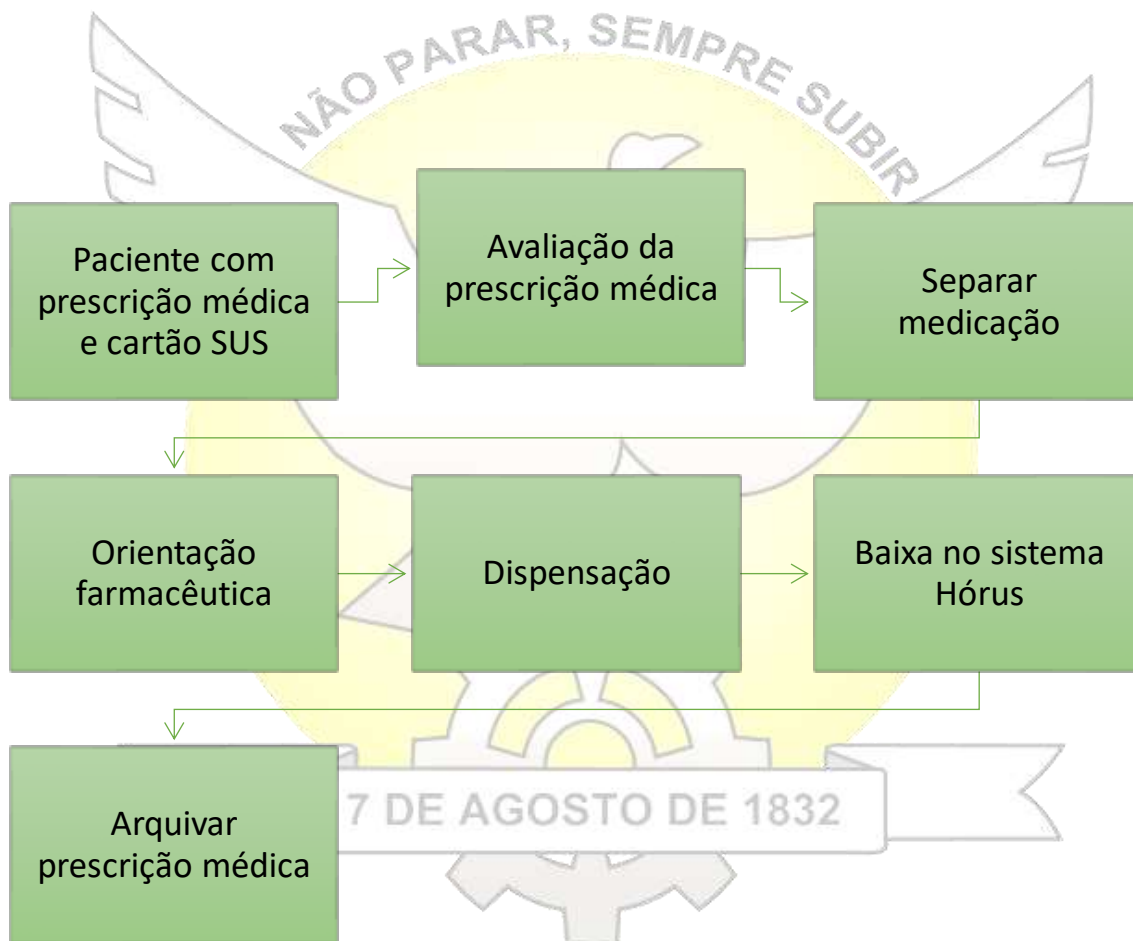 NÃO PARAR, SEMPRE SUBIR
Paciente com
prescrição médica
e cartão SUS
Avaliação da
prescrição médica
Separar
medicação
Orientação
farmacêutica
Dispensação
Baixa no sistema
Hórus
Arquivar
prescrição médica
7 DE AGOSTO DE 1832